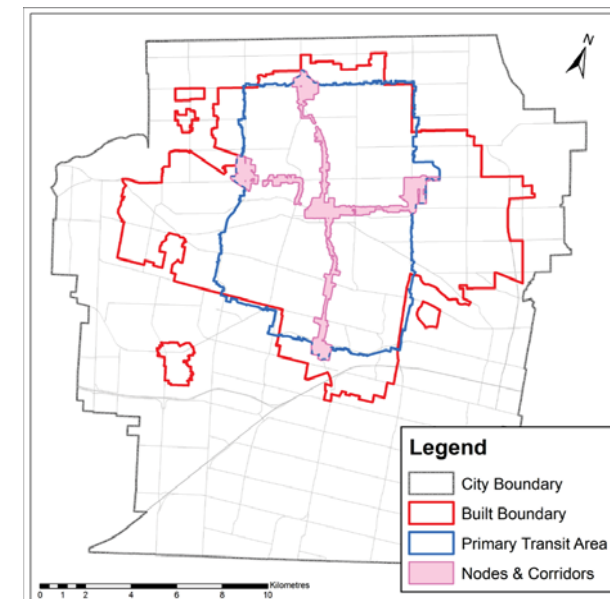 N
Legend
City Boundary
Built Boundary
Primary Transit Area
Nodes & Corridors
Kilometres
0 1 2 4 6 8 10